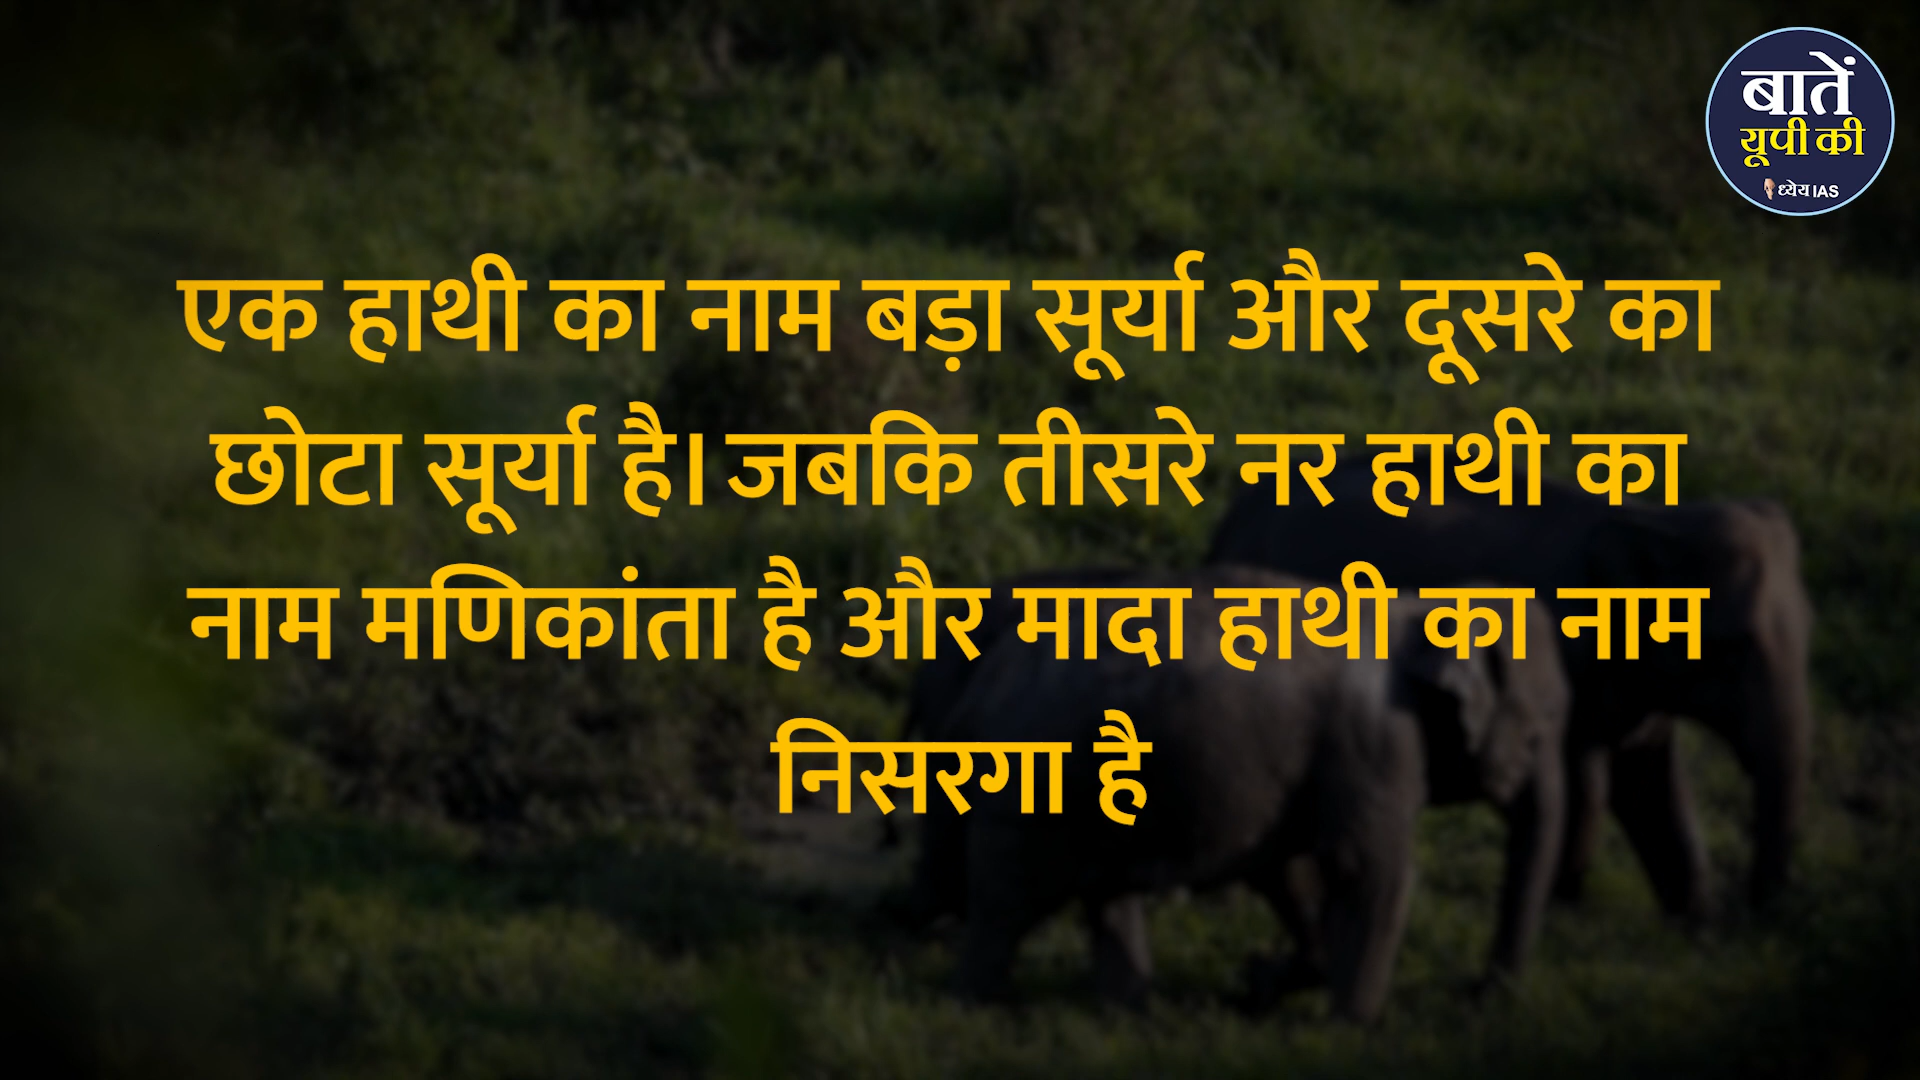 बातें
यूपी की
ध्येय IAS
एक हाथी का नाम बड़ा सूर्या और दूसरे का
छोटा सूर्या है। जबकि तीसरे नर हाथी का
नाम मणिकांता है और मादा हाथी का नाम
निसरगा है